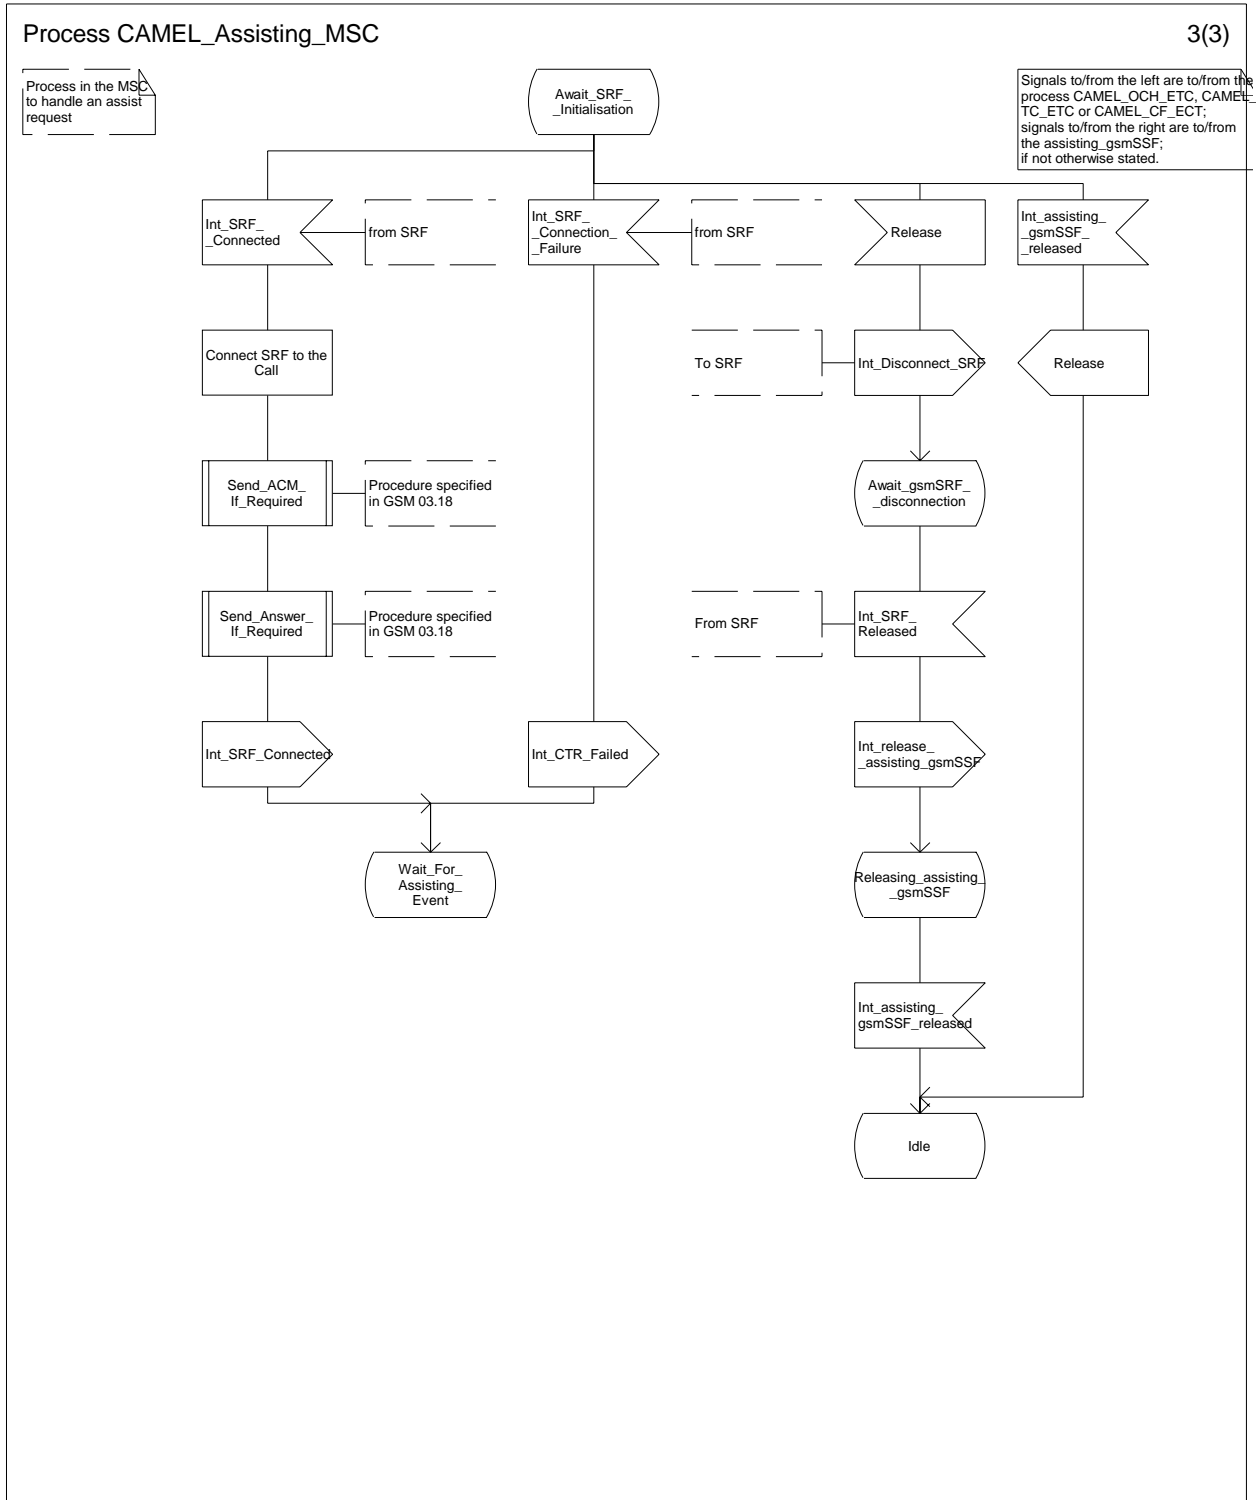 Process CAMEL_Assisting_MSC
3(3)
Process in the MSC
to handle an assist
request
Await_SRF_
_Initialisation
Signals to/from the left are to/from the
process CAMEL_OCH_ETC, CAMEL_
TC_ETC or CAMEL_CF_ECT;
signals to/from the right are to/from
the assisting_gsmSSF;
if not otherwise stated.
Int_SRF_
_Connected
from SRF
Int_SRF_
_Connection_
_Failure
from SRF
Release
Int_assisting_
_gsmSSF_
_released
Connect SRF to the
Call
To SRF
Int_Disconnect_SRF
Release
Send_ACM_
If_Required
Procedure specified
in GSM 03.18
Await_gsmSRF_
_disconnection
Send_Answer_
If_Required
Procedure specified
in GSM 03.18
From SRF
Int_SRF_
Released
Int_SRF_Connected
Int_CTR_Failed
Int_release_
_assisting_gsmSSF
Wait_For_
Assisting_
Event
Releasing_assisting_
_gsmSSF
Int_assisting_
gsmSSF_released
Idle